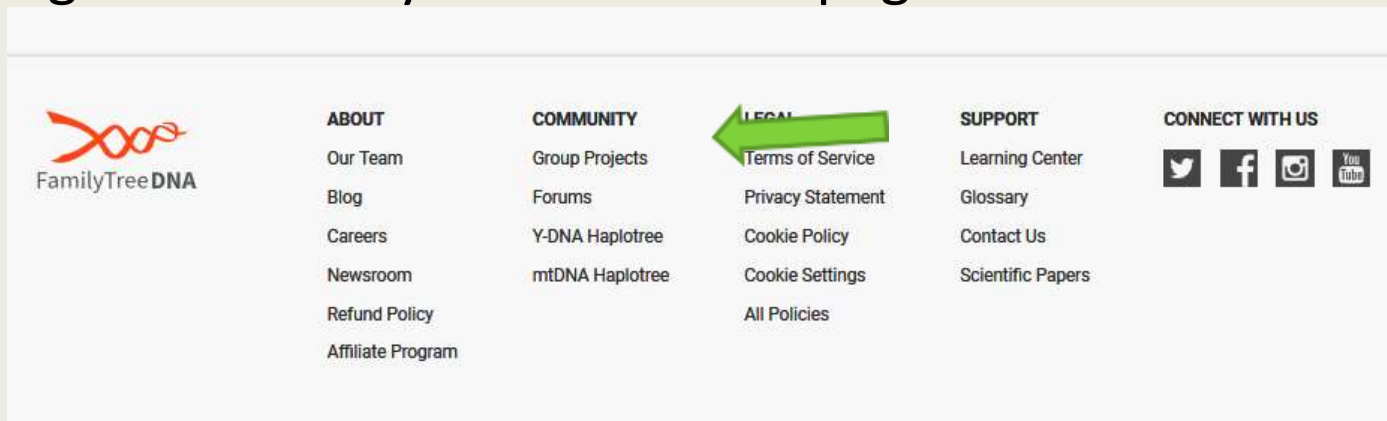 FamilyTreeDNA
ABOUT
Our Team
Blog
Careers
Newsroom
Refund Policy
Affiliate Program
COMMUNITY
Group Projects
Forums
Y-DNA Haplotree
mtDNA Haplotree
Terms of Service
Privacy Statement
Cookie Policy
Cookie Settings
All Policies
SUPPORT
Learning Center
Glossary
Contact Us
Scientific Papers
CONNECT WITH US
You
Tube